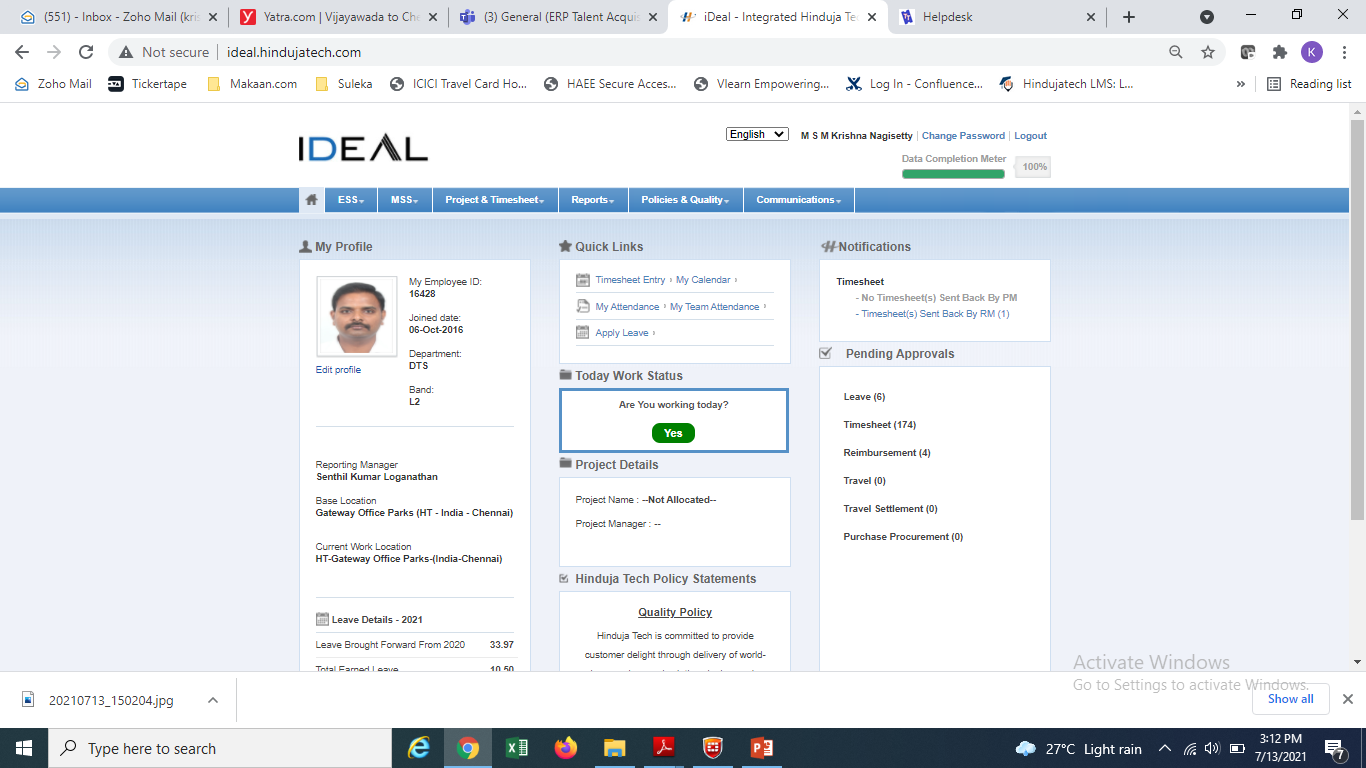 (551) - Inbox - Zoho Mail (kris
Yatra.com | Vijayawada to Che
(3) General (ERP Talent Acquis
iDeal - Integrated Hinduja Te
Helpdesk
Not secure | ideal.hindujatech.com
K
Zoho Mail
Tickertape
Makaan.com
Suleka
ICICI Travel Card Ho...
HAEE Secure Acces...
Vlearn Empowering...
Log In - Confluence...
Hindujatech LMS: L...
»
Reading list
IDEAL
English
M S M Krishna Nagisetty | Change Password | Logout
Data Completion Meter
100%
ESS
MSS
Project & Timesheet
Reports
Policies & Quality
Communications
My Profile
My Employee ID:
16428
Joined date:
06-Oct-2016
Department:
DTS
Band:
L2
Edit profile
Reporting Manager
Senthil Kumar Loganathan
Base Location
Gateway Office Parks (HT - India - Chennai)
Current Work Location
HT-Gateway Office Parks-(India-Chennai)
Leave Details - 2021
Leave Brought Forward From 2020 33.97
Total Earned Leave 10.50
Quick Links
Timesheet Entry › My Calendar ›
My Attendance › My Team Attendance ›
Apply Leave ›
Today Work Status
Are You working today?
Yes
Project Details
Project Name : --Not Allocated--
Project Manager : --
Hinduja Tech Policy Statements
Quality Policy
Hinduja Tech is committed to provide
customer delight through delivery of world-
Notifications
Timesheet
- No Timesheet(s) Sent Back By PM
- Timesheet(s) Sent Back By RM (1)
Pending Approvals
Leave (6)
Timesheet (174)
Reimbursement (4)
Travel (0)
Travel Settlement (0)
Purchase Procurement (0)
Activate Windows
Go to Settings to activate Windows.
20210713_150204.jpg
Show all
Type here to search
27°C Light rain
3:12 PM
7/13/2021
7